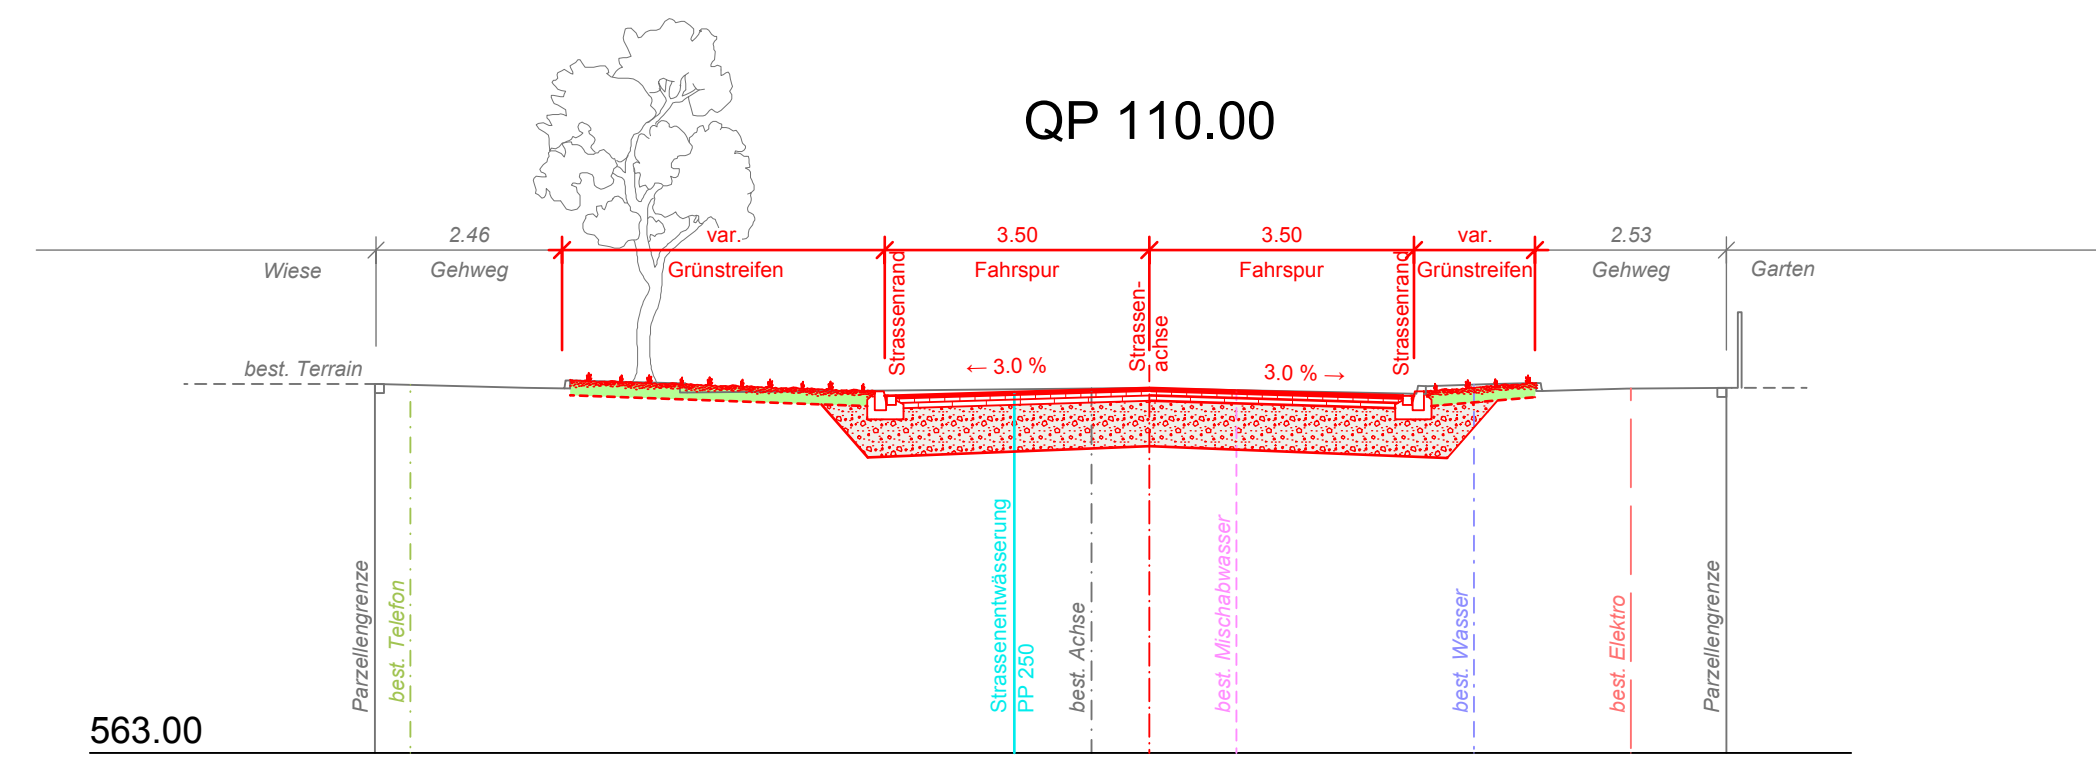 QP 110.00
2.46
var.
3.50
3.50
var.
2.53
Wiese
Gehweg
Grünstreifen
Fahrspur
Fahrspur
Grünstreifen
Gehweg
Garten
Strassenrand
Strassen-
achse
Strassenrand
best. Terrain
← 3.0 %
3.0 % →
Parzellengrenze
best. Telefon
Strassenentwässerung
PP 250
best. Achse
best. Mischabwasser
best. Wasser
best. Elektro
Parzellengrenze
563.00